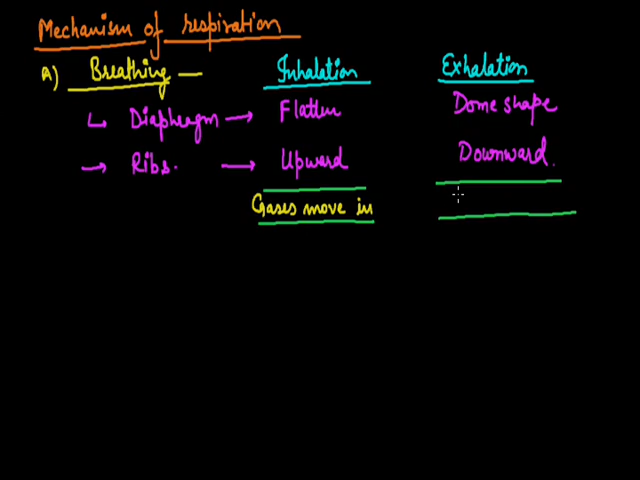 Mechanism of respiration
A) Breathing — Inhalation Exhalation
↳ Diaphragm → Flatten Dome shape
→ Ribs. → Upward Downward.
Gases move in